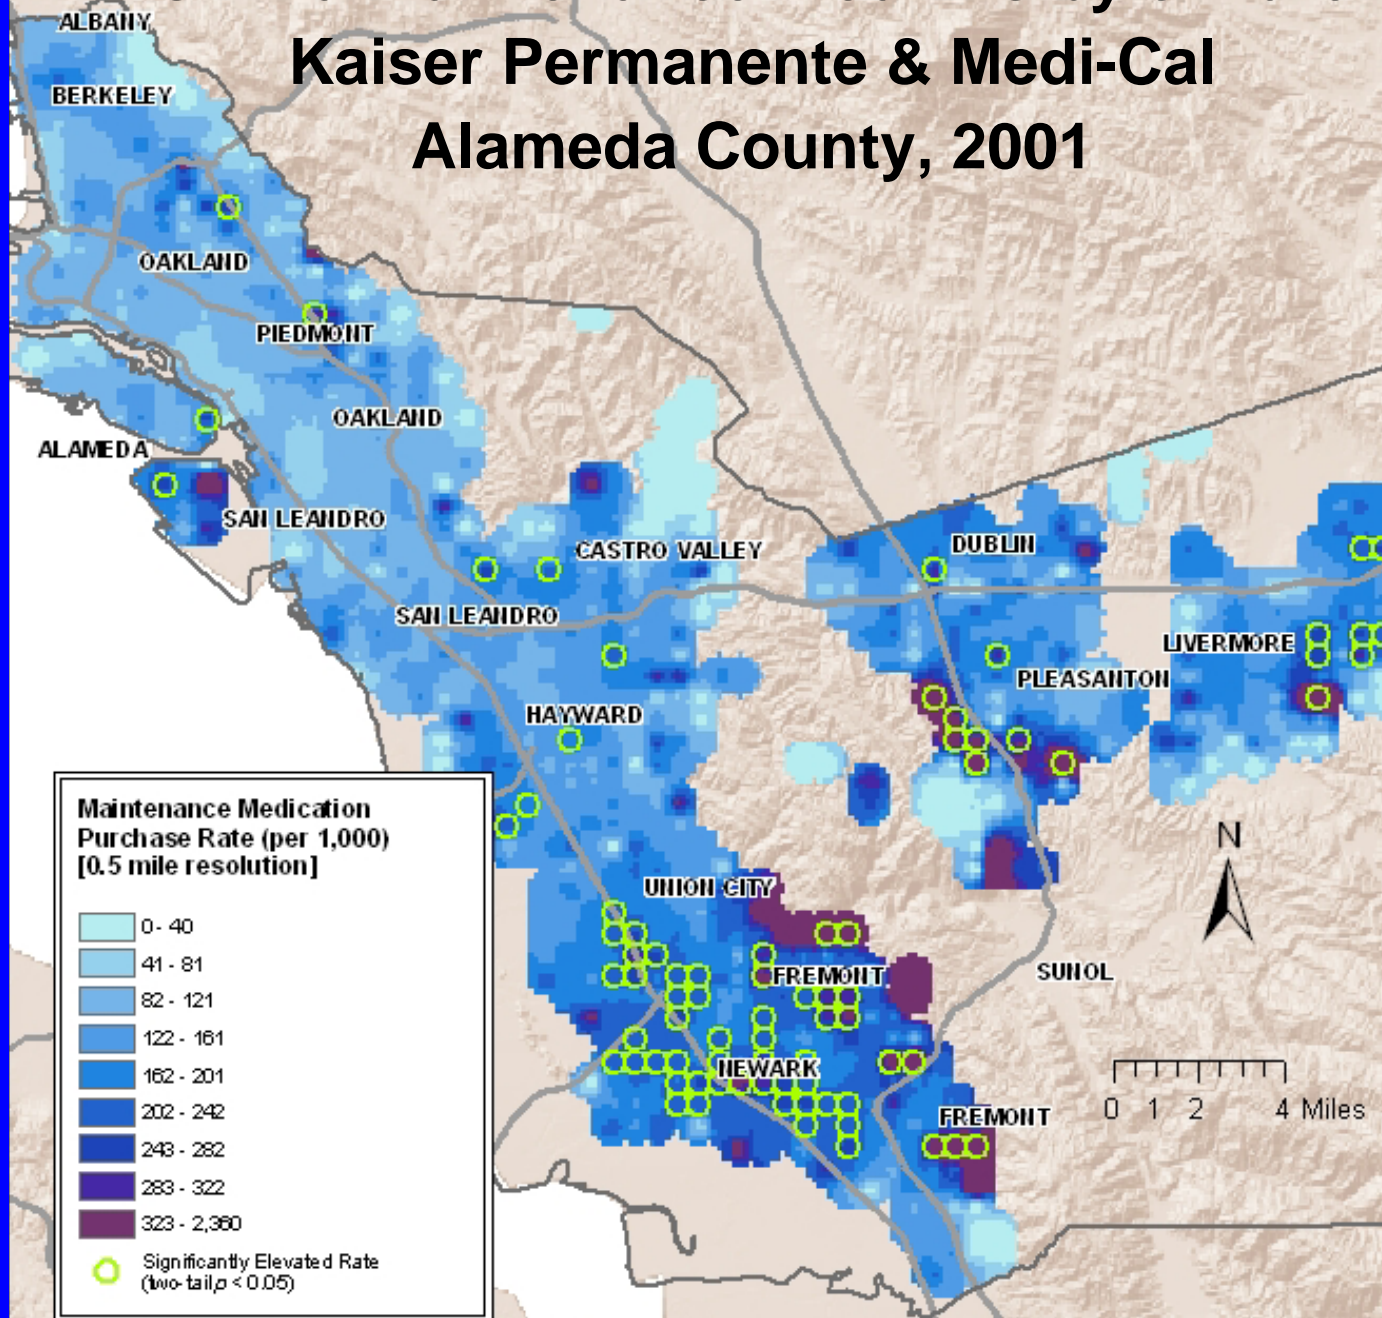 Kaiser Permanente & Medi-Cal
Alameda County, 2001
ALBANY
BERKELEY
OAKLAND
PIEDMONT
OAKLAND
ALAMEDA
SAN LEANDRO
CASTRO VALLEY
DUBLIN
SAN LEANDRO
LIVERMORE
PLEASANTON
HAYWARD
UNION CITY
FREMONT
SUNOL
NEWARK
FREMONT
N
0 1 2 4 Miles
Maintenance Medication
Purchase Rate (per 1,000)
[0.5 mile resolution]
0 - 40
41 - 81
82 - 121
122 - 161
162 - 201
202 - 242
243 - 282
283 - 322
323 - 2,360
Significantly Elevated Rate
(two-tail p < 0.05)